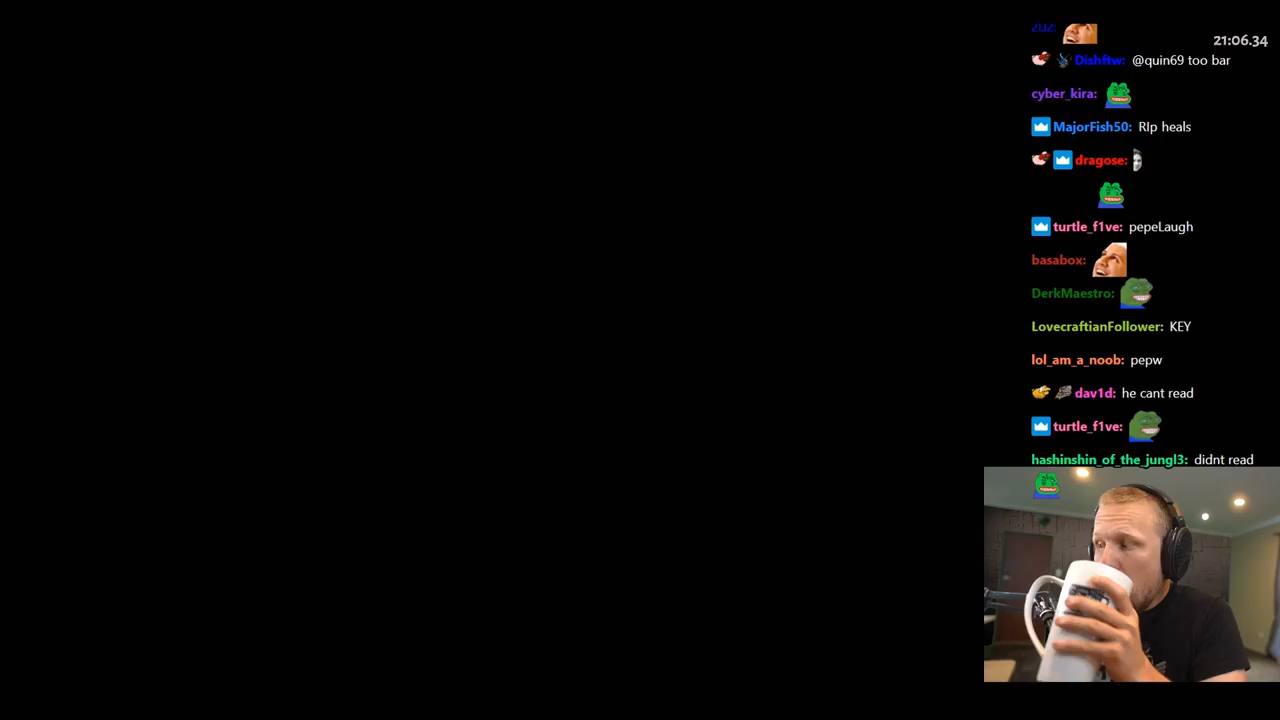 2u2:
21:06.34
Dishftw: @quin69 too bar
cyber_kira:
MajorFish50: RIp heals
dragose:
turtle_f1ve: pepeLaugh
basabox:
DerkMaestro:
LovecraftianFollower: KEY
lol_am_a_noob: pepw
dav1d: he cant read
turtle_f1ve:
hashinshin_of_the_jungl3: didnt read